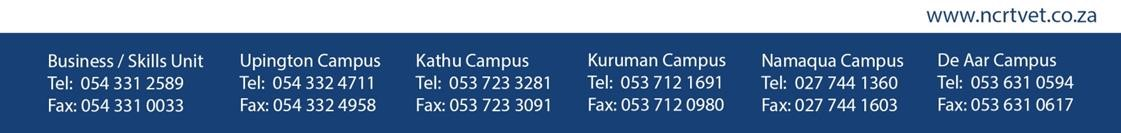 www.ncrtvet.co.za
Business / Skills Unit
Tel: 054 331 2589
Fax: 054 331 0033
Upington Campus
Tel: 054 332 4711
Fax: 054 332 4958
Kathu Campus
Tel: 053 723 3281
Fax: 053 723 3091
Kuruman Campus
Tel: 053 712 1691
Fax: 053 712 0980
Namaqua Campus
Tel: 027 744 1360
Fax: 027 744 1603
De Aar Campus
Tel: 053 631 0594
Fax: 053 631 0617